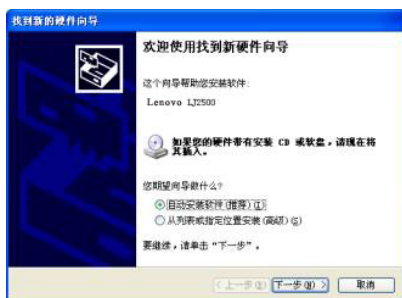 找到新的硬件向导
欢迎使用找到新硬件向导
这个向导帮助您安装软件:
Lenovo LJ2500
如果您的硬件带有安装 CD 或软盘，请现在将
其插入。
您期望向导做什么?
自动安装软件(推荐)(I)
从列表或指定位置安装(高级)(S)
要继续，请单击“下一步”。
<上一步(B) 下一步(N)> 取消